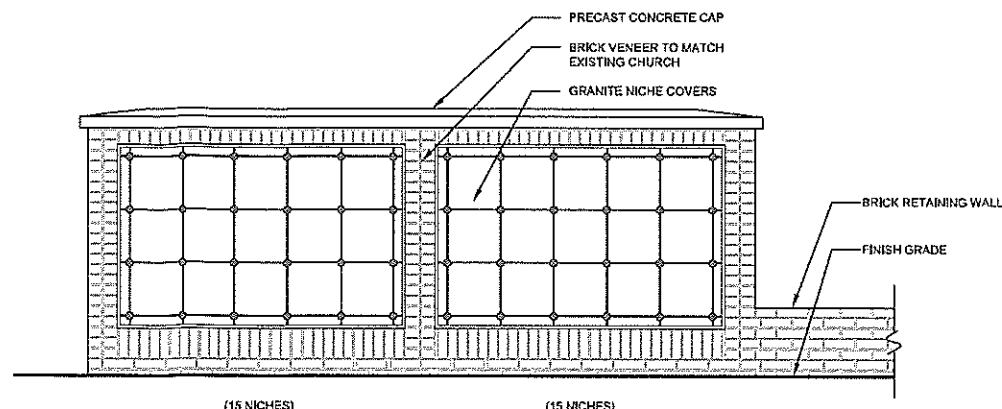 PRECAST CONCRETE CAP
BRICK VENEER TO MATCH
EXISTING CHURCH
GRANITE NICHE COVERS
BRICK RETAINING WALL
FINISH GRADE
(15 NICHES)
(15 NICHES)